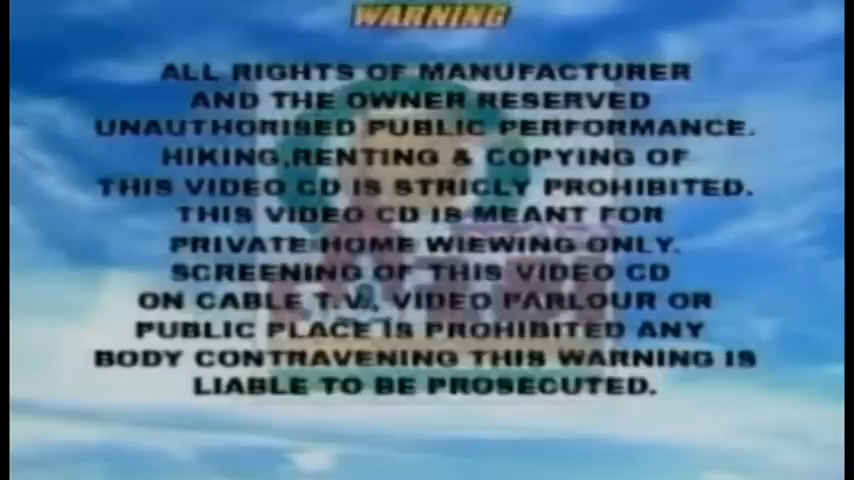 WARNING
ALL RIGHTS OF MANUFACTURER
AND THE OWNER RESERVED
UNAUTHORISED PUBLIC PERFORMANCE.
HIKING,RENTING & COPYING OF
THIS VIDEO CD IS STRICLY PROHIBITED.
THIS VIDEO CD IS MEANT FOR
PRIVATE HOME WIEWING ONLY.
SCREENING OF THIS VIDEO CD
ON CABLE T.V. VIDEO PARLOUR OR
PUBLIC PLACE IS PROHIBITED ANY
BODY CONTRAVENING THIS WARNING IS
LIABLE TO BE PROSECUTED.